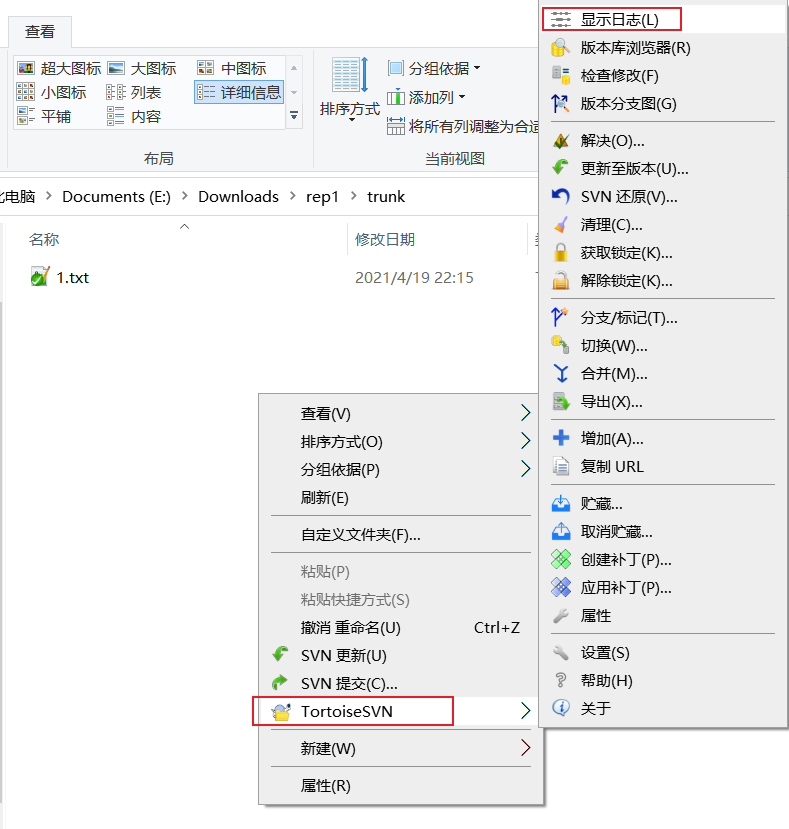 查看
超大图标 大图标 中图标
小图标 列表 详细信息
平铺 内容
布局
排序方式
分组依据
添加列
将所有列调整为合适
当前视图
电脑 > Documents (E:) > Downloads > rep1 > trunk
名称 修改日期
1.txt 2021/4/19 22:15
查看(V)
排序方式(O)
分组依据(P)
刷新(E)
自定义文件夹(F)...
粘贴(P)
粘贴快捷方式(S)
撤消 重命名(U) Ctrl+Z
SVN 更新(U)
SVN 提交(C)...
TortoiseSVN
新建(W)
属性(R)
显示日志(L)
版本库浏览器(R)
检查修改(F)
版本分支图(G)
解决(O)...
更新至版本(U)...
SVN 还原(V)...
清理(C)...
获取锁定(K)...
解除锁定(K)...
分支/标记(T)...
切换(W)...
合并(M)...
导出(X)...
增加(A)...
复制 URL
贮藏...
取消贮藏...
创建补丁(P)...
应用补丁(P)...
属性
设置(S)
帮助(H)
关于